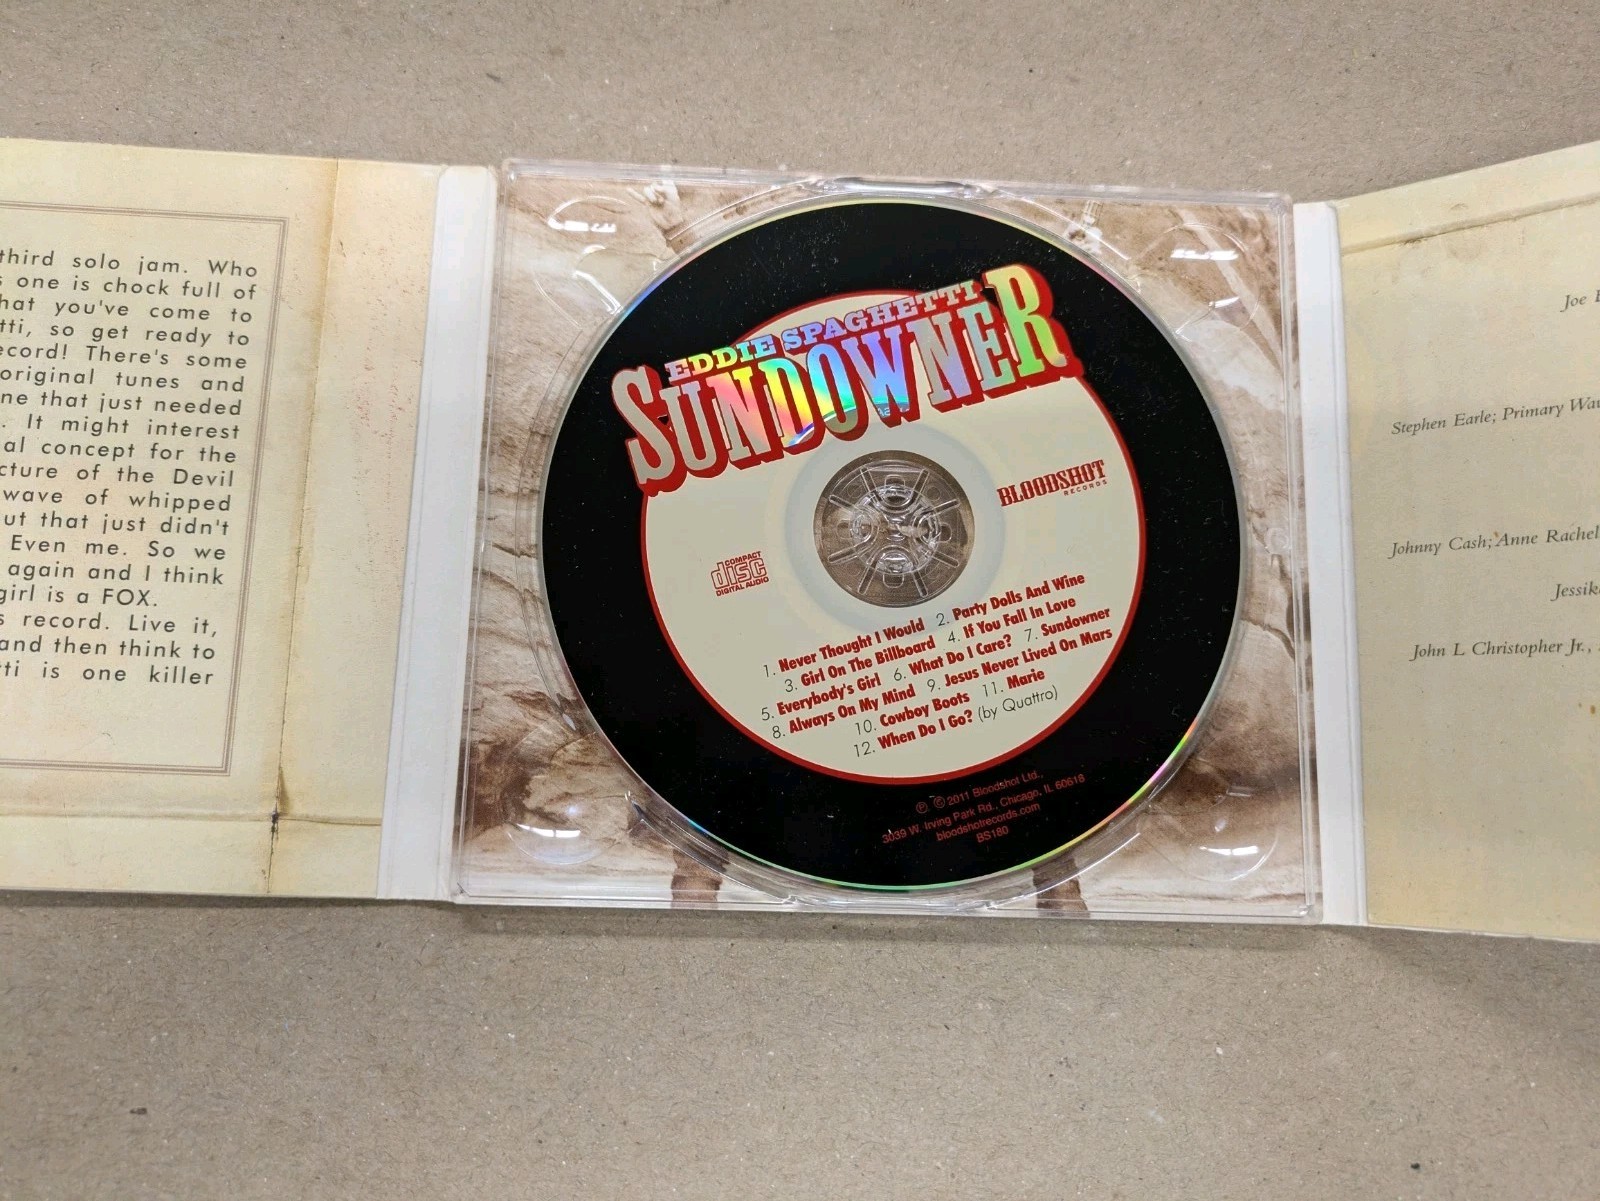 third solo jam. Who
one is chock full of
hat you've come to
tti, so get ready to
ecord! There's some
original tunes and
ne that just needed
. It might interest
al concept for the
cture of the Devil
wave of whipped
ut that just didn't
Even me. So we
again and I think
girl is a FOX.
s record. Live it,
and then think to
tti is one killer
EDDIE SPAGHETTI
SUNDOWNER
BLOODSHOT
RECORDS
COMPACT
disc
DIGITAL AUDIO
1. Never Thought I Would 2. Party Dolls And Wine
3. Girl On The Billboard 4. If You Fall In Love
5. Everybody's Girl 6. What Do I Care? 7. Sundowner
8. Always On My Mind 9. Jesus Never Lived On Mars
10. Cowboy Boots 11. Marie
12. When Do I Go? (by Quattro)
℗ © 2011 Bloodshot Ltd.,
3039 W. Irving Park Rd., Chicago, IL 60618
bloodshotrecords.com
BS180
Joe
Stephen Earle; Primary Wav
Johnny Cash; Anne Rachel
Jessik
John L Christopher Jr.,